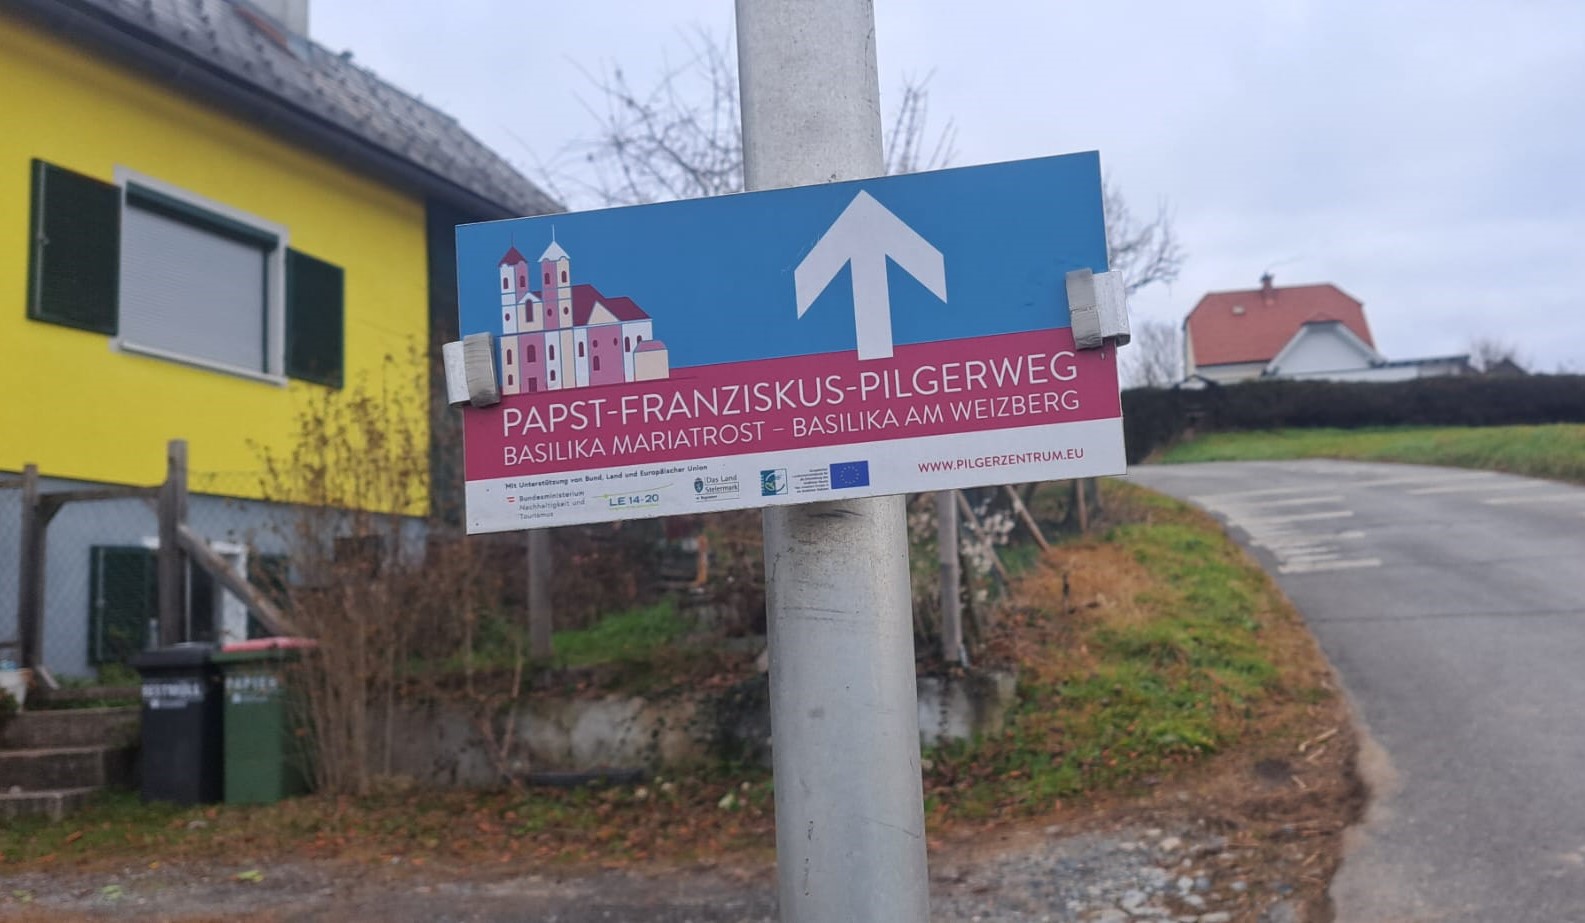 PAPST-FRANZISKUS-PILGERWEG
BASILIKA MARIATROST – BASILIKA AM WEIZBERG
Mit Unterstützung von Bund, Land und Europäischer Union
Bundesministerium
Nachhaltigkeit und
Tourismus
LE 14-20
Das Land
Steiermark
WWW.PILGERZENTRUM.EU
RESTMÜLL
PAPIER